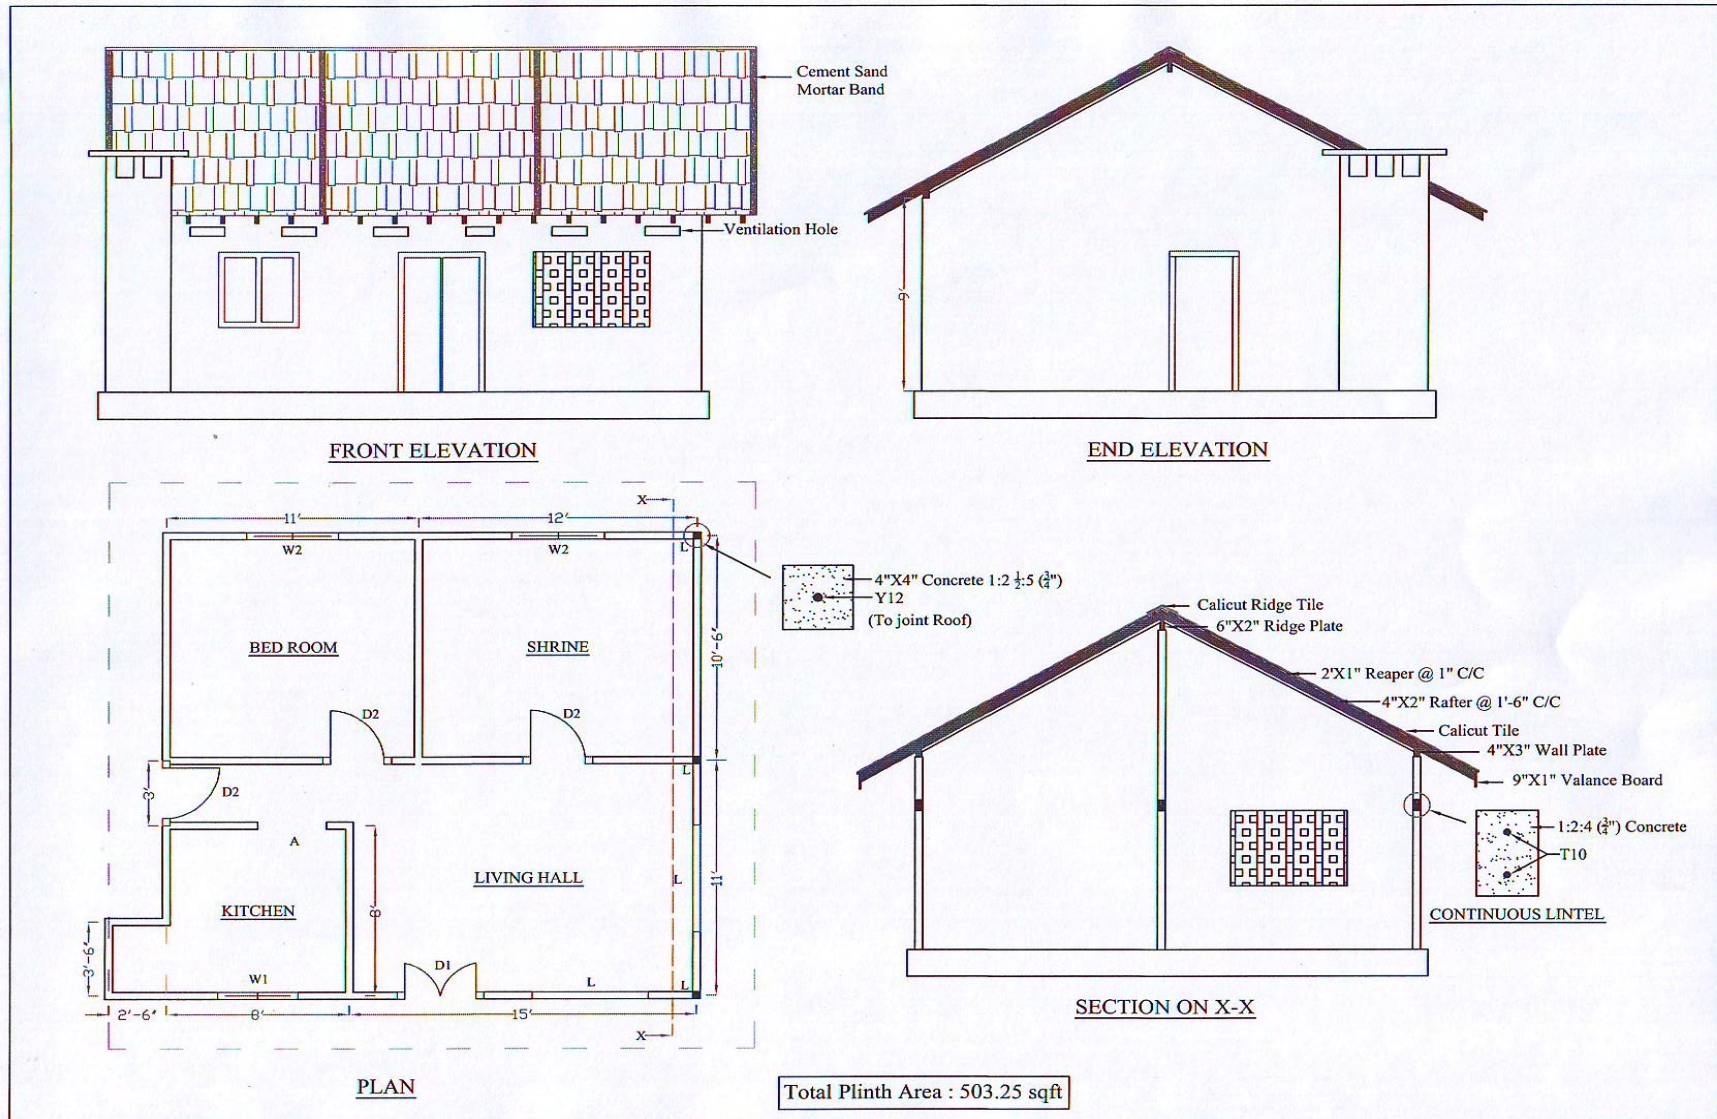 Cement Sand
Mortar Band
Ventilation Hole
9'
FRONT ELEVATION
END ELEVATION
X
11'
12'
W2
W2
L
4"X4" Concrete 1:2 ½:5 (¾")
Y12
(To joint Roof)
BED ROOM
SHRINE
10'-6"
D2
D2
L
3'
D2
A
LIVING HALL
L
11'
KITCHEN
8'
3'-6"
W1
D1
L
L
2'-6"
8'
15'
X
PLAN
Calicut Ridge Tile
6"X2" Ridge Plate
2'X1" Reaper @ 1" C/C
4"X2" Rafter @ 1'-6" C/C
Calicut Tile
4"X3" Wall Plate
9"X1" Valance Board
1:2:4 (¾") Concrete
T10
CONTINUOUS LINTEL
SECTION ON X-X
Total Plinth Area : 503.25 sqft